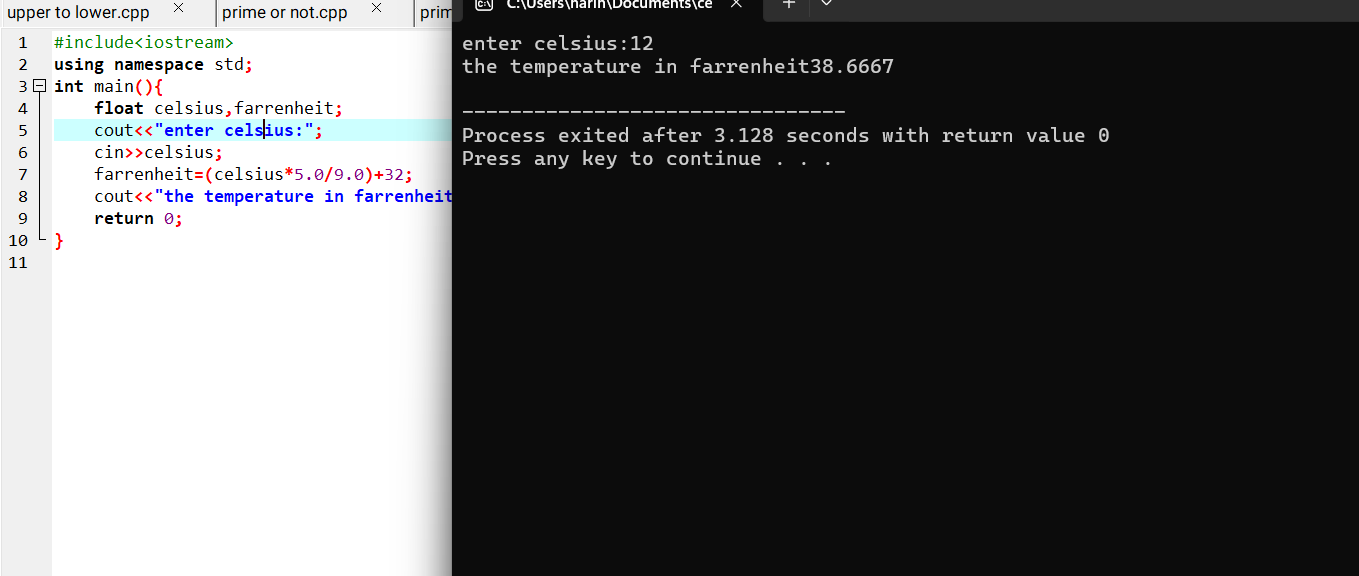 upper to lower.cpp
prime or not.cpp
prim
C:\Users\harin\Documents\ce
1 #include<iostream>
2 using namespace std;
3 int main(){
4 float celsius,farrenheit;
5 cout<<"enter celsius:";
6 cin>>celsius;
7 farrenheit=(celsius*5.0/9.0)+32;
8 cout<<"the temperature in farrenheit
9 return 0;
10 }
11
enter celsius:12
the temperature in farrenheit38.6667
--------------------------------
Process exited after 3.128 seconds with return value 0
Press any key to continue . . .